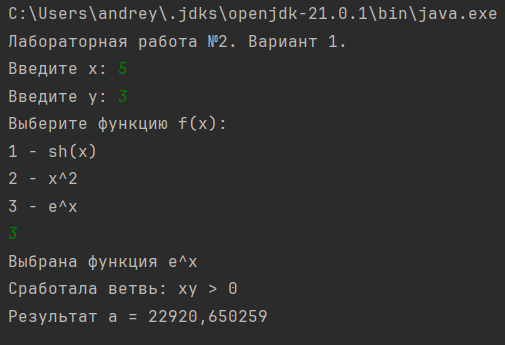 C:\Users\andrey\.jdks\openjdk-21.0.1\bin\java.exe
Лабораторная работа №2. Вариант 1.
Введите x: 5
Введите y: 3
Выберите функцию f(x):
1 - sh(x)
2 - x^2
3 - e^x
3
Выбрана функция e^x
Сработала ветвь: xy > 0
Результат a = 22920,650259